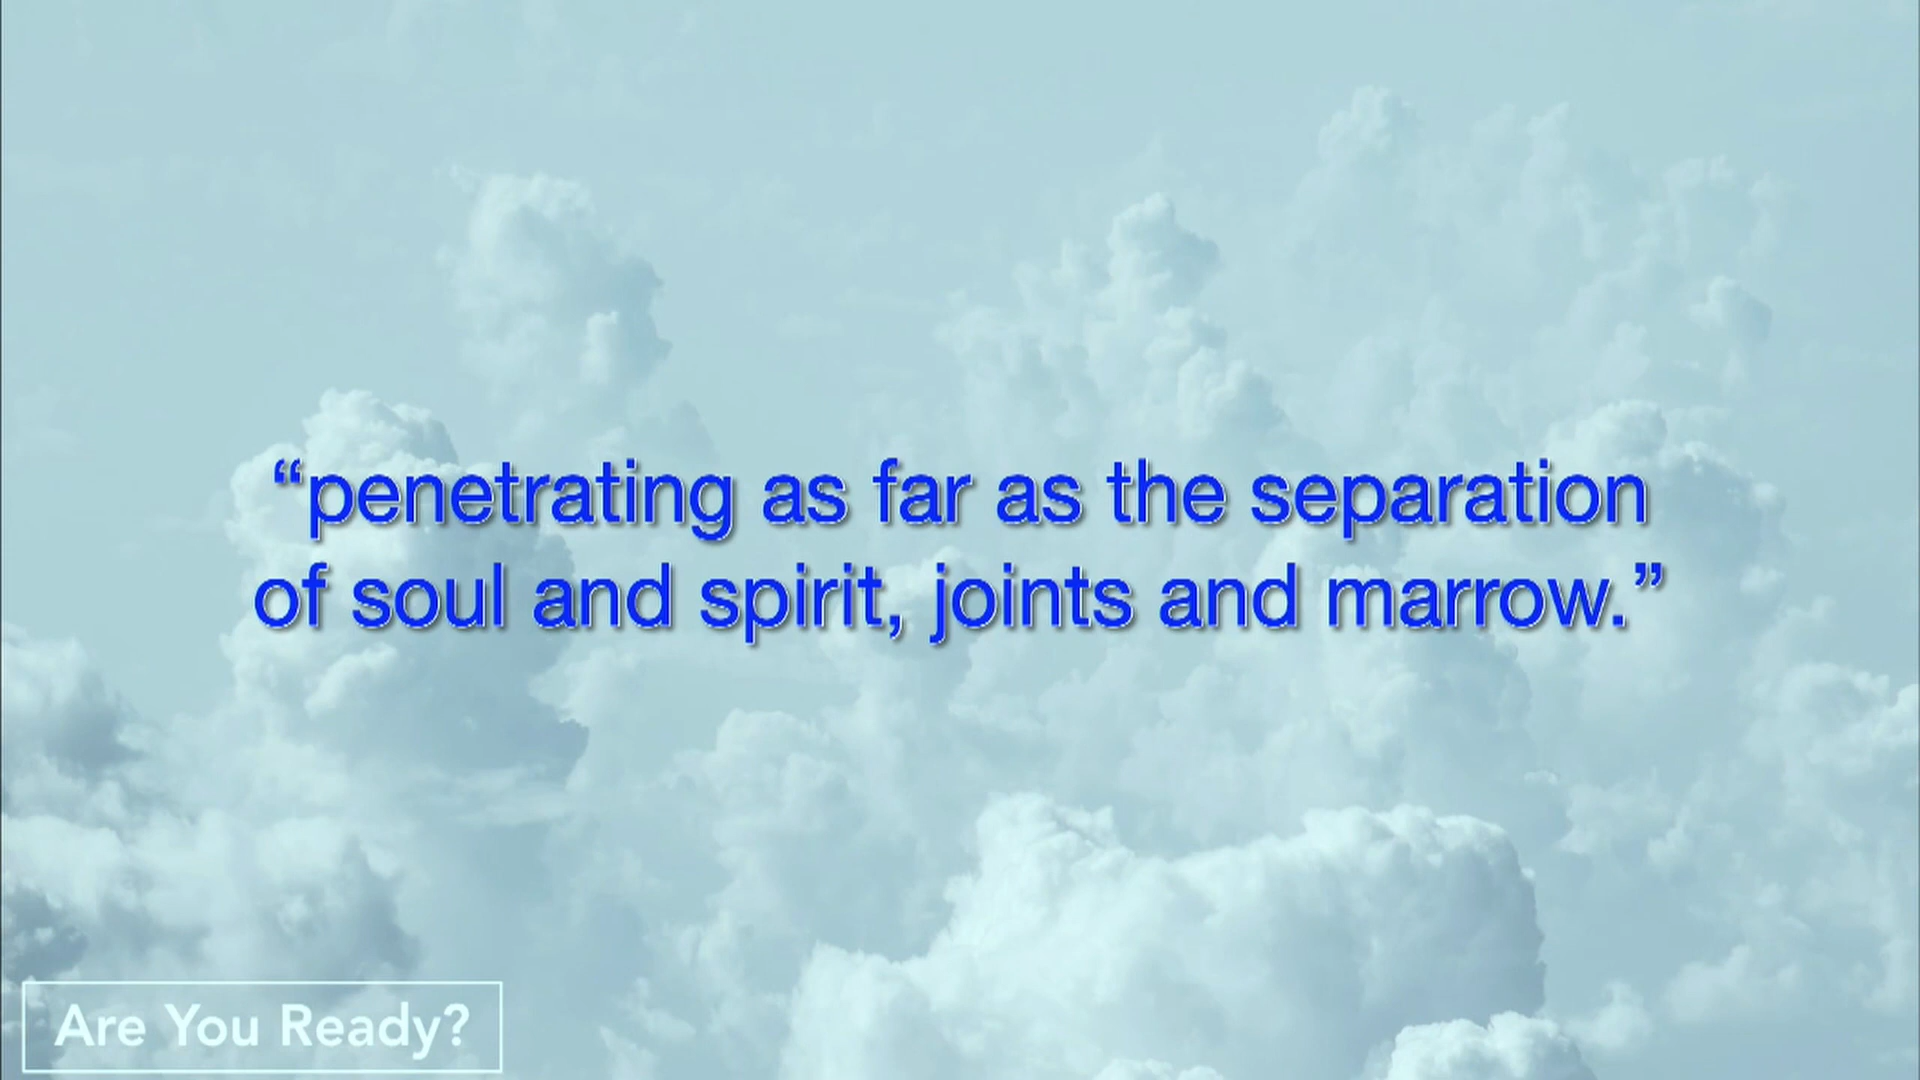 “penetrating as far as the separation
of soul and spirit, joints and marrow.”
Are You Ready?